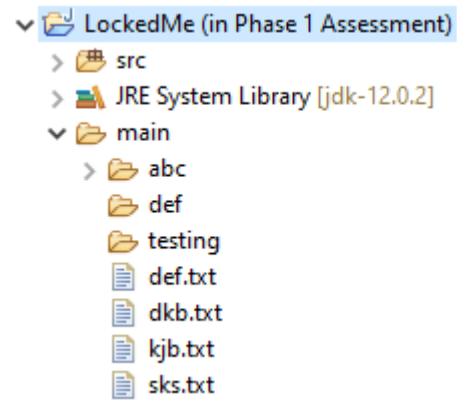 LockedMe (in Phase 1 Assessment)
src
JRE System Library [jdk-12.0.2]
main
abc
def
testing
def.txt
dkb.txt
kjb.txt
sks.txt